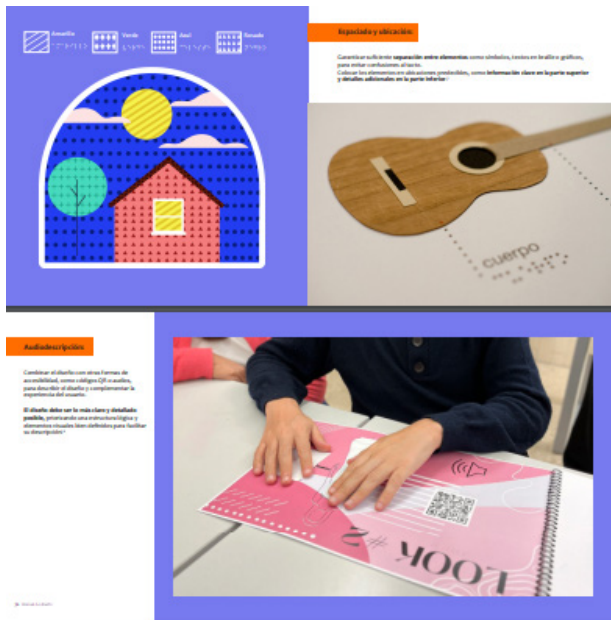 Amarillo
Verde
Azul
Rosado
Espaciado y ubicación:
Garantizar suficiente separación entre elementos como símbolos, textos en braille o gráficos,
para evitar confusiones al tacto.
Colocar los elementos en ubicaciones predecibles, como información clave en la parte superior
y detalles adicionales en la parte inferior
cuerpo
Audiodescripción:
Combinar el diseño con otras formas de
accesibilidad, como códigos QR o audios,
para describir el diseño y complementar la
experiencia del usuario.
El diseño debe ser lo más claro y detallado
posible, priorizando una estructura lógica y
elementos visuales bien definidos para facilitar
su descripción
LOOK #2